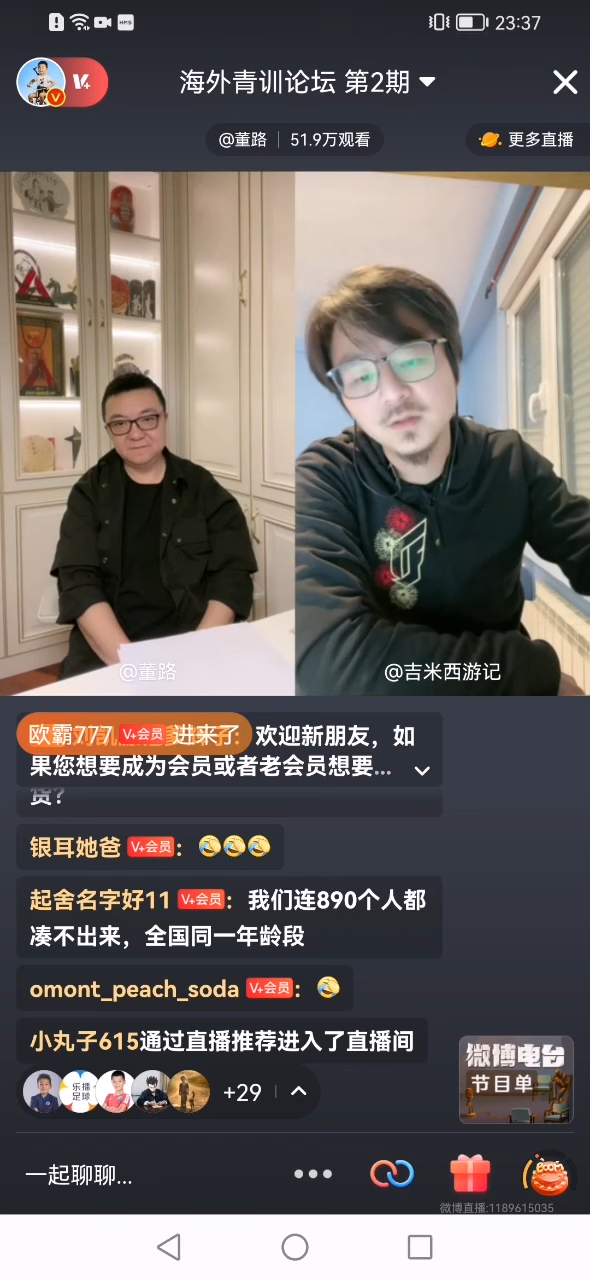 HMS
23:37
V+
海外青训论坛 第2期
@董路
51.9万观看
更多直播
@董路
@吉米西游记
欧霸777 V+会员 进来了
欢迎新朋友，如
果您想要成为会员或者老会员想要...
货？
银耳她爸 V+会员：
起舍名字好11 V+会员：我们连890个人都
凑不出来，全国同一年龄段
omont_peach_soda V+会员：
小丸子615通过直播推荐进入了直播间
乐播
足球
+29
微博电台
节目单
一起聊聊...
微博直播:1189615035